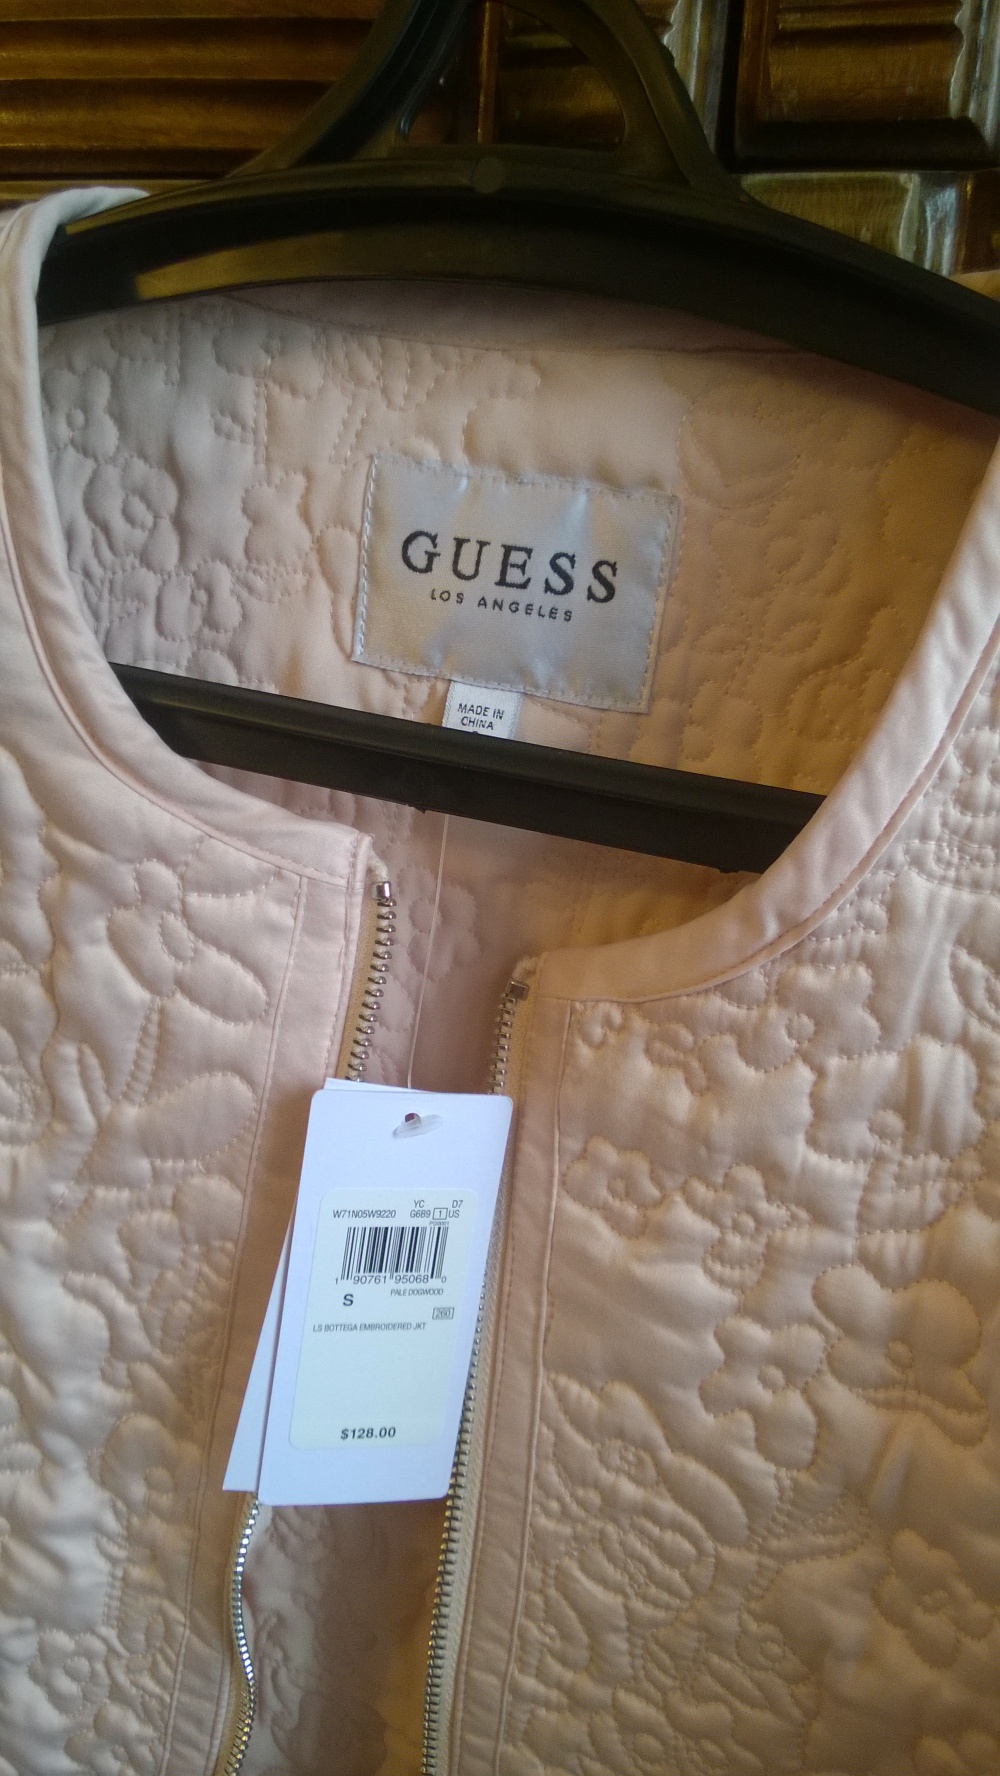 GUESS
LOS ANGELES
MADE IN
CHINA
YC D7
W71N05W9220 G6B9 1 US
1 90761 95068 0
S PALE DOGWOOD
260
LS BOTTEGA EMBROIDERED JKT
$128.00